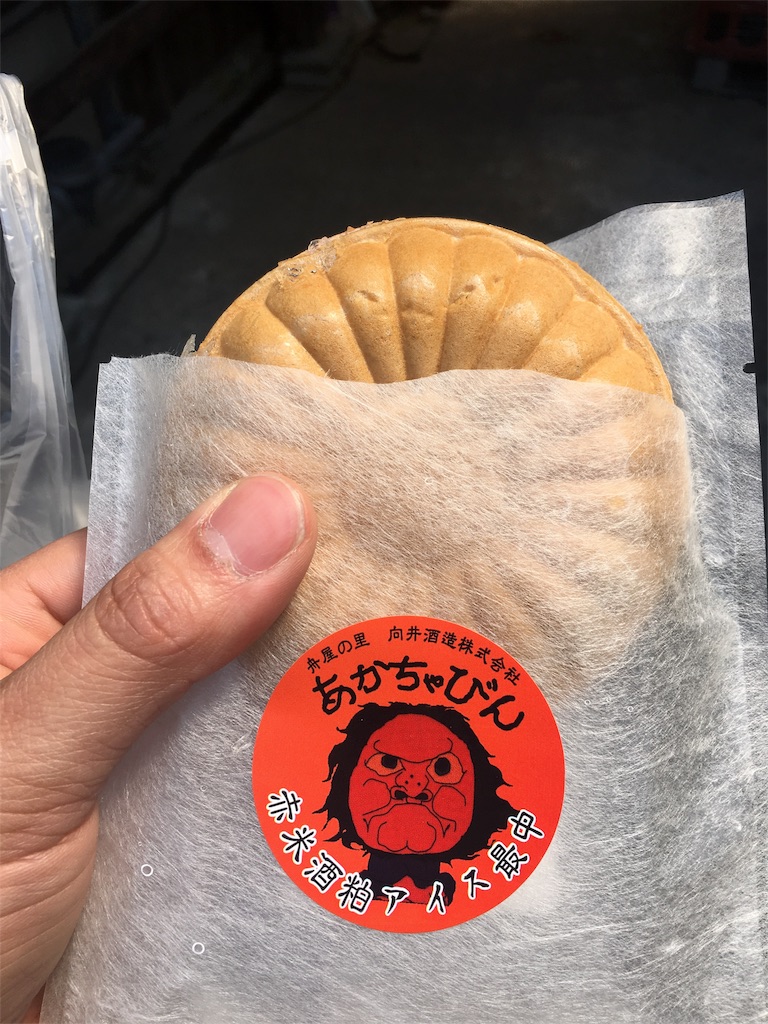 舟屋の里 向井酒造株式会社
あかちゃびん
赤米酒粕アイス最中